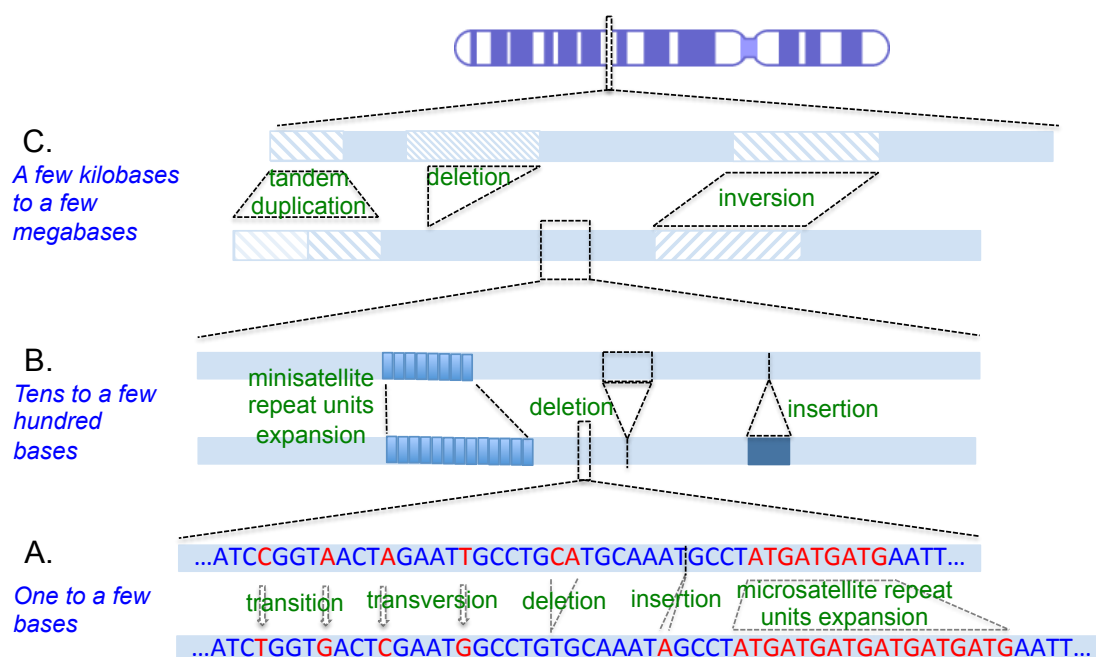 C.
A few kilobases
to a few
megabases
tandem
duplication
deletion
inversion
B.
Tens to a few
hundred
bases
minisatellite
repeat units
expansion
deletion
insertion
A.
One to a few
bases
...ATCCGGTAACTAGAATTGCCTGCATGCAAATGCCTATGATGATGAATT...
transition
transversion
deletion
insertion
microsatellite repeat
units expansion
...ATCTGGTGACTCGAATGGCCTGTGCAAATAGCCTATGATGATGATGATGATGAATT...